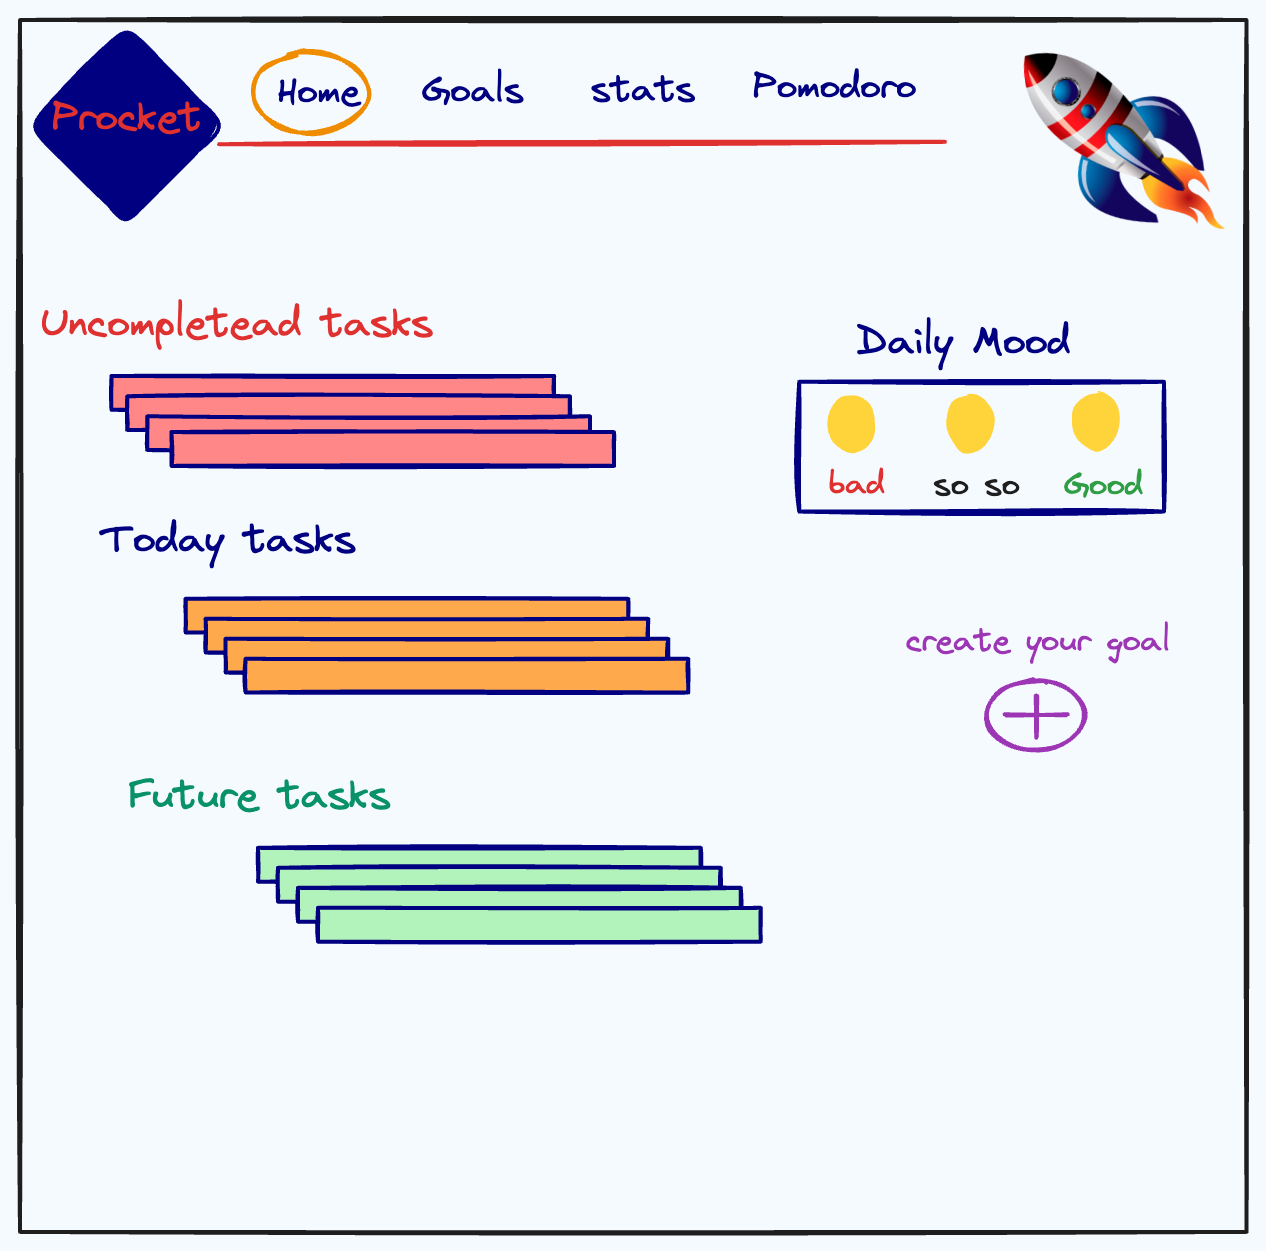 Procket
Home Goals stats Pomodoro
Uncompletead tasks
Daily Mood
bad so so Good
Today tasks
create your goal
Future tasks